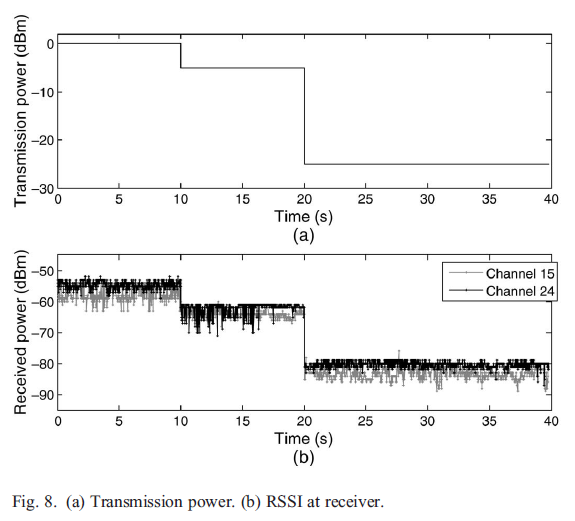 Transmission power (dBm)
0
−10
−20
−30
0 5 10 15 20 25 30 35 40
Time (s)
(a)
Received power (dBm)
−50
−60
−70
−80
−90
Channel 15
Channel 24
0 5 10 15 20 25 30 35 40
Time (s)
(b)
Fig. 8. (a) Transmission power. (b) RSSI at receiver.